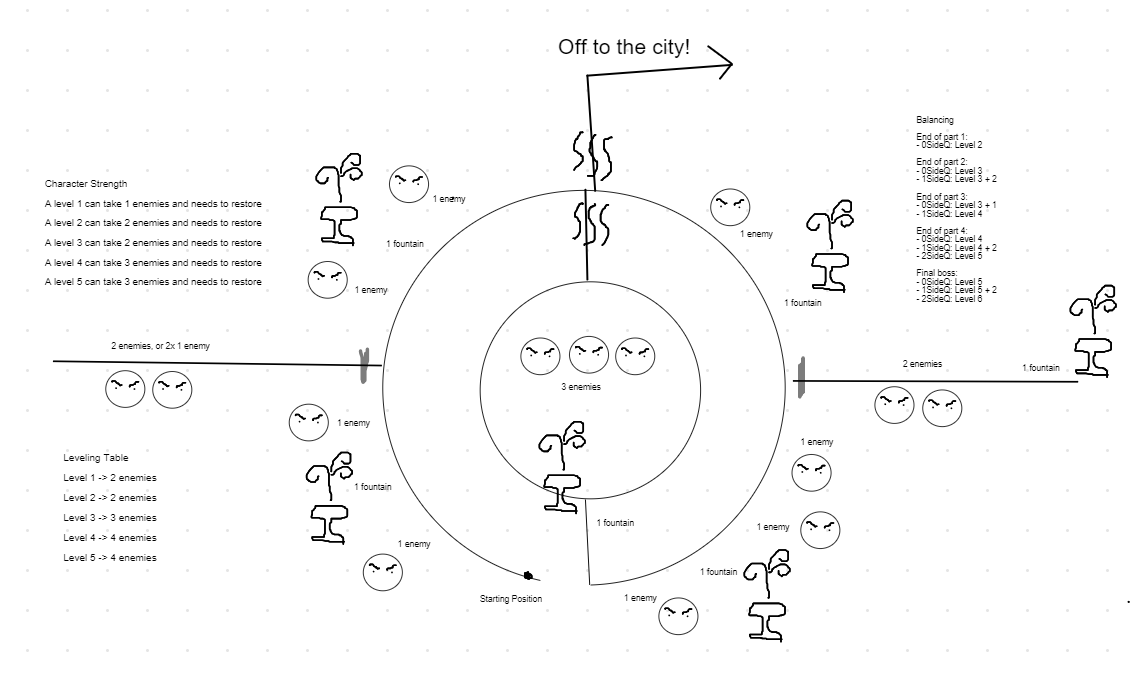 Off to the city!
Balancing
End of part 1:
- 0SideQ: Level 2
End of part 2:
- 0SideQ: Level 3
- 1SideQ: Level 3 + 2
End of part 3:
- 0SideQ: Level 3 + 1
- 1SideQ: Level 4
End of part 4:
- 0SideQ: Level 4
- 1SideQ: Level 4 + 2
- 2SideQ: Level 5
Final boss:
- 0SideQ: Level 5
- 1SideQ: Level 5 + 2
- 2SideQ: Level 6
Character Strength
A level 1 can take 1 enemies and needs to restore
A level 2 can take 2 enemies and needs to restore
A level 3 can take 2 enemies and needs to restore
A level 4 can take 3 enemies and needs to restore
A level 5 can take 3 enemies and needs to restore
1 enemy
1 fountain
1 enemy
1 enemy
1 fountain
2 enemies, or 2x 1 enemy
3 enemies
2 enemies
1 fountain
1 enemy
1 fountain
1 enemy
Leveling Table
Level 1 -> 2 enemies
Level 2 -> 2 enemies
Level 3 -> 3 enemies
Level 4 -> 4 enemies
Level 5 -> 4 enemies
Starting Position
1 fountain
1 enemy
1 enemy
1 fountain
1 enemy